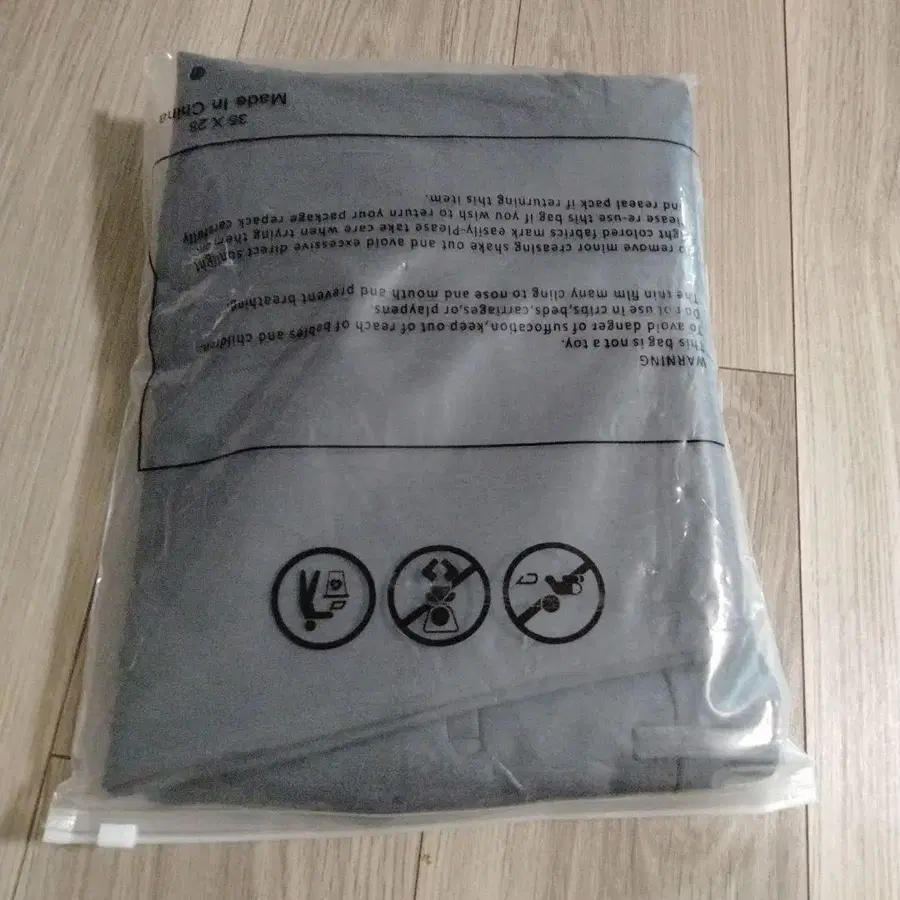 WARNING
This bag is not a toy.
To avoid danger of suffocation,keep out of reach of babies and children.
Do not use in cribs,beds,carriages,or,playpens.
The thin film many cling to nose and mouth and prevent breathing.
To remove minor creasing shake out and avoid excessive direct sunlight
light colored fabrics mark easily-Please take care when trying them on.
Please re-use this bag if you wish to return your package repack carefully
and reseal pack if returning this item.
35 X 28
Made In China